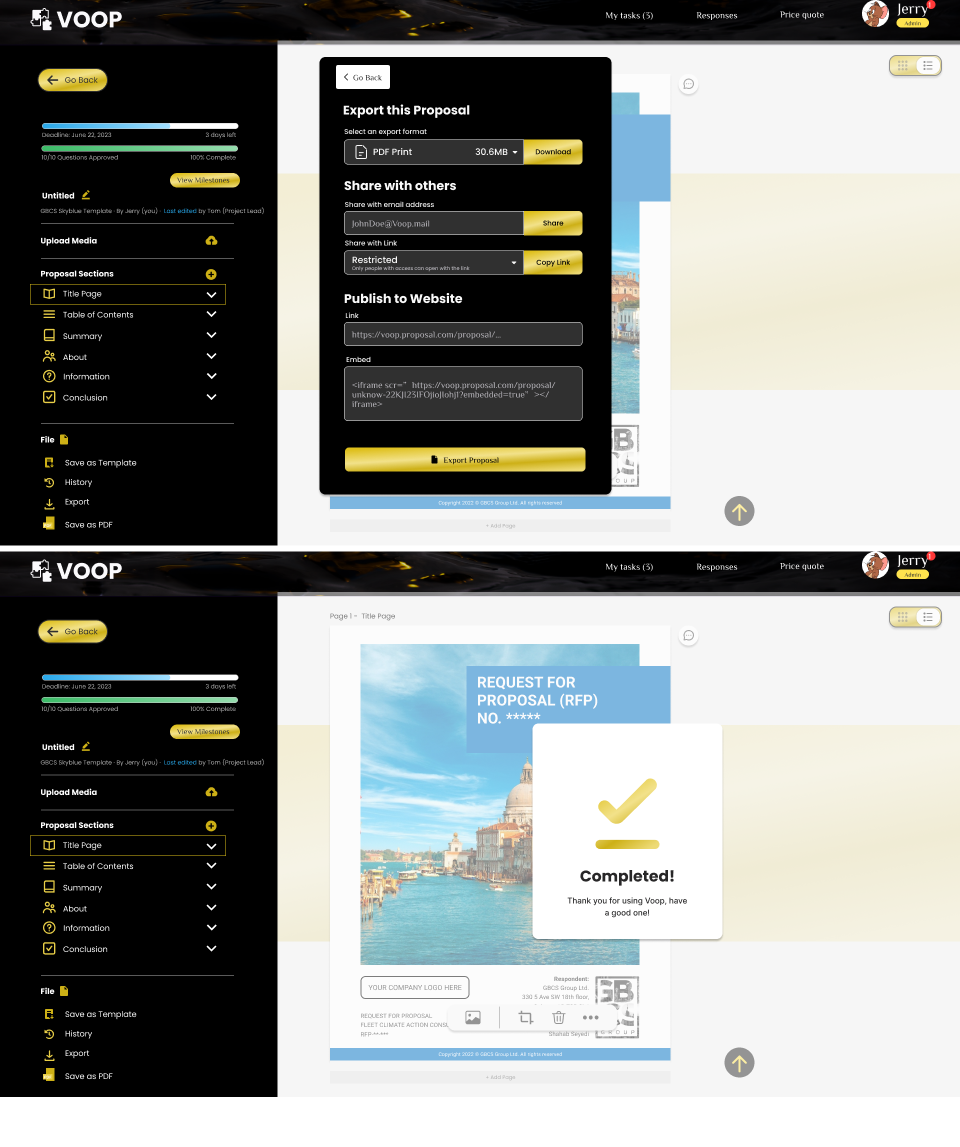 VOOP
My tasks (3)
Responses
Price quote
Jerry
Admin
Go Back
Deadline: June 22, 2023
3 days left
10/10 Questions Approved
100% Complete
View Milestones
Untitled
GBCS Skyblue Template · By Jerry (you) · Last edited by Tom (Project Lead)
Upload Media
Proposal Sections
Title Page
Table of Contents
Summary
About
Information
Conclusion
File
Save as Template
History
Export
Save as PDF
Go Back
Export this Proposal
Select an export format
PDF Print
30.6MB
Download
Share with others
Share with email address
JohnDoe@Voop.mail
Share
Share with Link
Restricted
Only people with access can open with the link
Copy Link
Publish to Website
Link
https://voop.proposal.com/proposal/...
Embed
<iframe scr=" https://voop.proposal.com/proposal/
iframe>
Export Proposal
Copyright 2022 © GBCS Group Ltd. All rights reserved
+ Add Page
VOOP
My tasks (3)
Responses
Price quote
Jerry
Admin
Go Back
Deadline: June 22, 2023
3 days left
10/10 Questions Approved
100% Complete
View Milestones
Untitled
GBCS Skyblue Template · By Jerry (you) · Last edited by Tom (Project Lead)
Upload Media
Proposal Sections
Title Page
Table of Contents
Summary
About
Information
Conclusion
File
Save as Template
History
Export
Save as PDF
Page 1 - Title Page
REQUEST FOR
PROPOSAL (RFP)
NO. *****
Completed!
Thank you for using Voop, have
a good one!
YOUR COMPANY LOGO HERE
Respondent:
GBCS Group Ltd.
330 5 Ave SW 18th floor,
GB
REQUEST FOR PROPOSAL
FLEET CLIMATE ACTION CONS
RFP-**-***
Shahab Seyedi
Copyright 2022 © GBCS Group Ltd. All rights reserved
+ Add Page